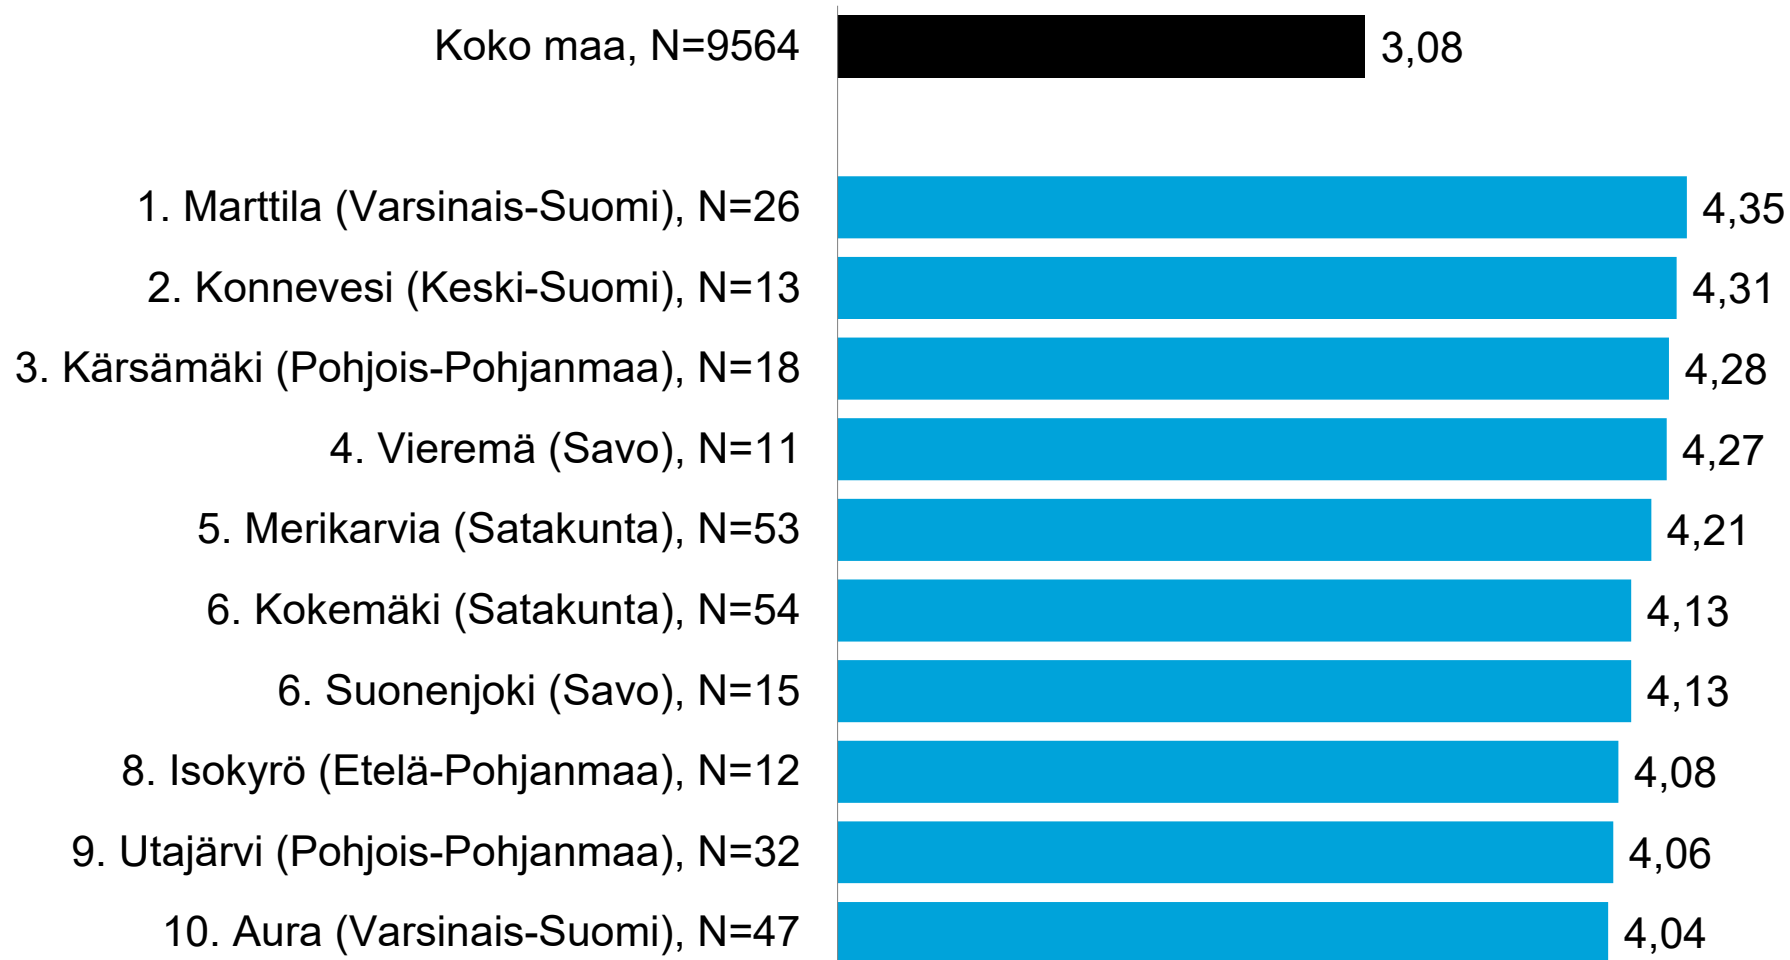 Koko maa, N=9564 3,08
1. Marttila (Varsinais-Suomi), N=26 4,35
2. Konnevesi (Keski-Suomi), N=13 4,31
3. Kärsämäki (Pohjois-Pohjanmaa), N=18 4,28
4. Vieremä (Savo), N=11 4,27
5. Merikarvia (Satakunta), N=53 4,21
6. Kokemäki (Satakunta), N=54 4,13
6. Suonenjoki (Savo), N=15 4,13
8. Isokyrö (Etelä-Pohjanmaa), N=12 4,08
9. Utajärvi (Pohjois-Pohjanmaa), N=32 4,06
10. Aura (Varsinais-Suomi), N=47 4,04